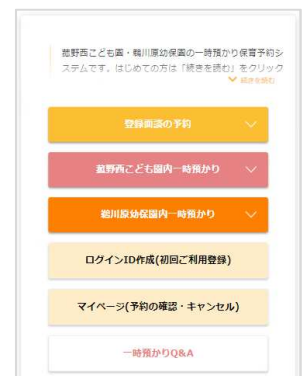 菰野西こども園・鵜川原幼保園の一時預かり保育予約シ
ステムです。はじめての方は「続きを読む」をクリック
続きを読む
登録面談の予約
菰野西こども園内一時預かり
鵜川原幼保園内一時預かり
ログインID作成(初回ご利用登録)
マイページ(予約の確認・キャンセル)
一時預かりQ&A